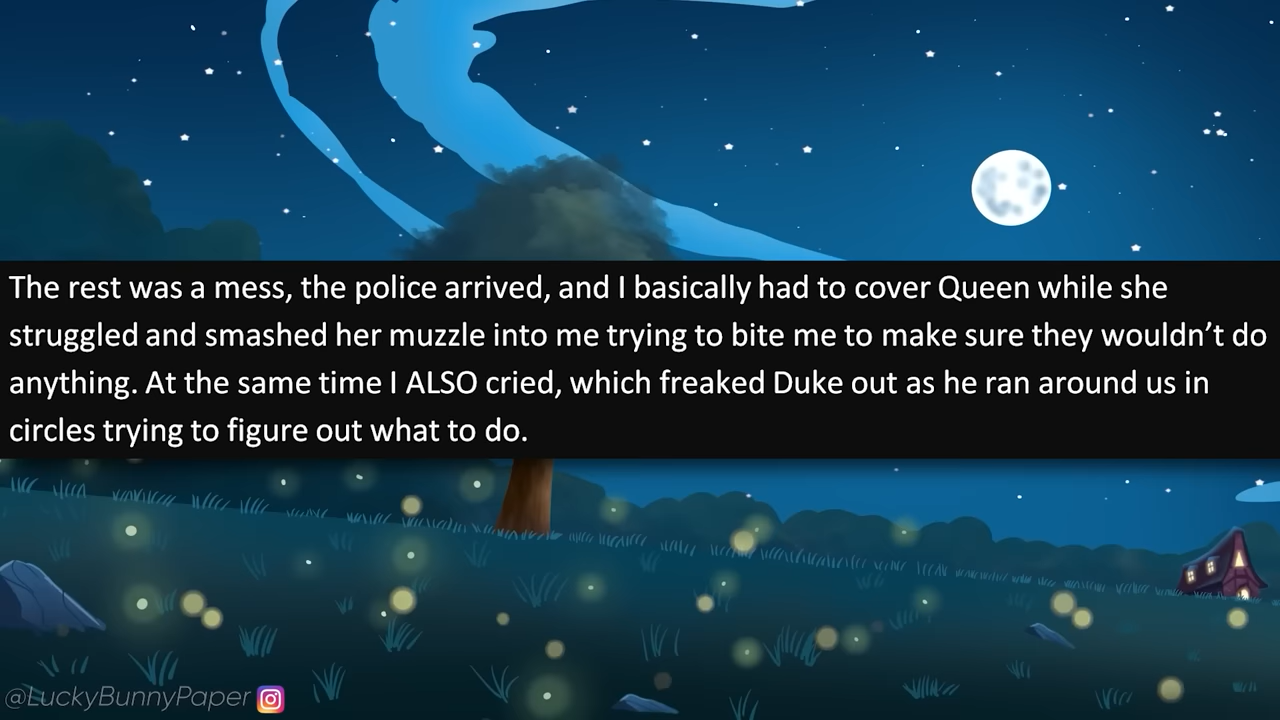 The rest was a mess, the police arrived, and I basically had to cover Queen while she
struggled and smashed her muzzle into me trying to bite me to make sure they wouldn’t do
anything. At the same time I ALSO cried, which freaked Duke out as he ran around us in
circles trying to figure out what to do.
@LuckyBunnyPaper